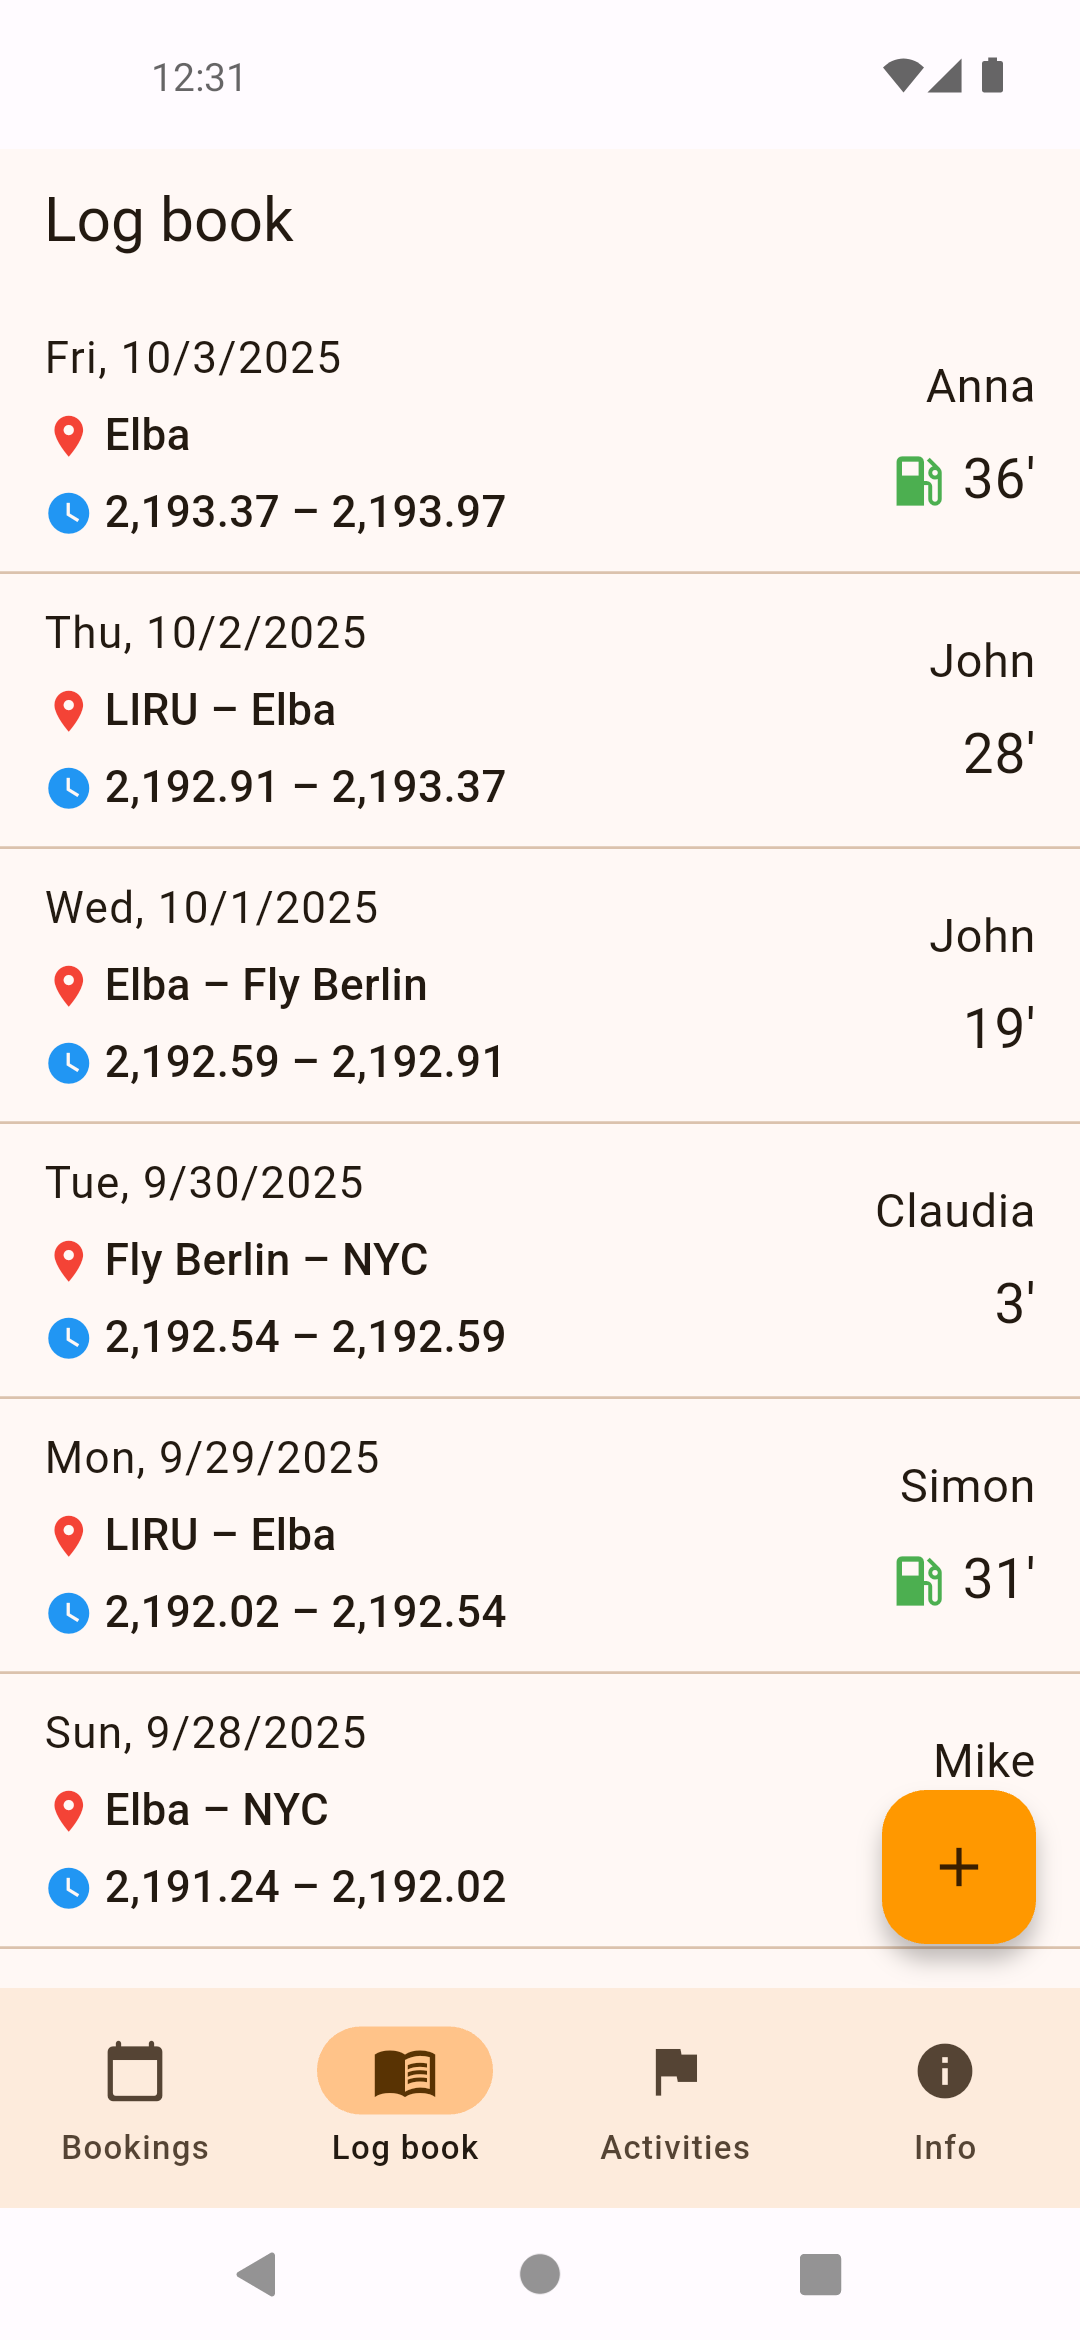 12:31
Log book
Fri, 10/3/2025
Anna
Elba
36'
2,193.37 – 2,193.97
Thu, 10/2/2025
John
LIRU – Elba
28'
2,192.91 – 2,193.37
Wed, 10/1/2025
John
Elba – Fly Berlin
19'
2,192.59 – 2,192.91
Tue, 9/30/2025
Claudia
Fly Berlin – NYC
3'
2,192.54 – 2,192.59
Mon, 9/29/2025
Simon
LIRU – Elba
31'
2,192.02 – 2,192.54
Sun, 9/28/2025
Mike
Elba – NYC
2,191.24 – 2,192.02
Bookings
Log book
Activities
Info